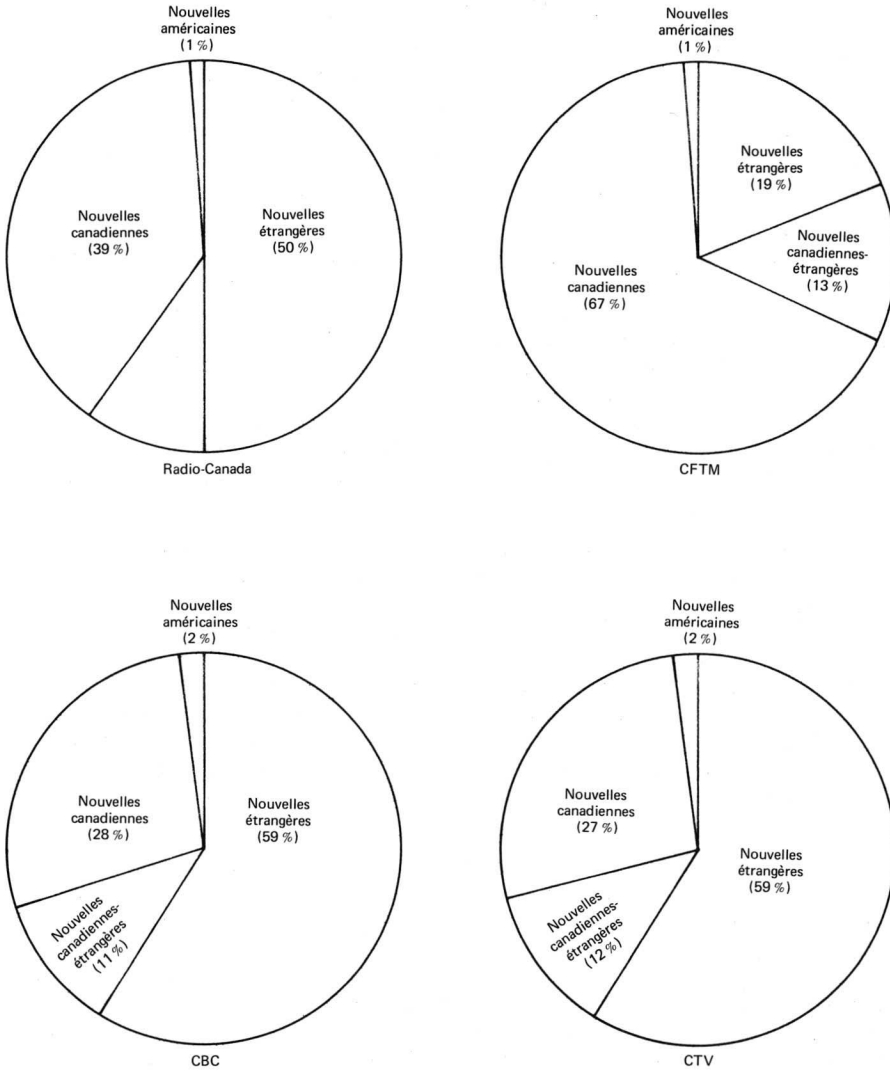 Nouvelles
américaines
(1 %)
Nouvelles
canadiennes
(39 %)
Nouvelles
étrangères
(50 %)
Radio-Canada
Nouvelles
américaines
(1 %)
Nouvelles
étrangères
(19 %)
Nouvelles
canadiennes-
étrangères
(13 %)
Nouvelles
canadiennes
(67 %)
CFTM
Nouvelles
américaines
(2 %)
Nouvelles
canadiennes
(28 %)
Nouvelles
étrangères
(59 %)
Nouvelles
canadiennes-
étrangères
(11 %)
CBC
Nouvelles
américaines
(2 %)
Nouvelles
canadiennes
(27 %)
Nouvelles
étrangères
(59 %)
Nouvelles
canadiennes-
étrangères
(12 %)
CTV